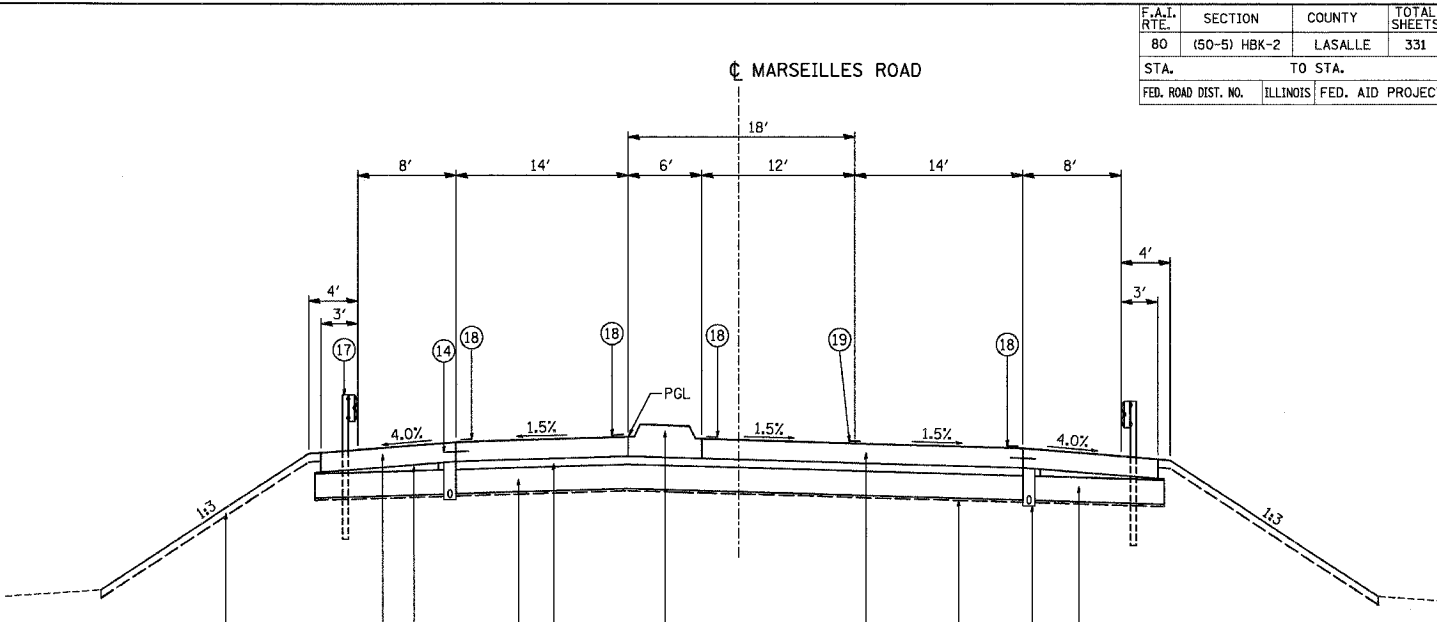 F.A.I. RTE. SECTION COUNTY TOTAL SHEETS
80 (50-5) HBK-2 LASALLE 331
STA. TO STA.
FED. ROAD DIST. NO. ILLINOIS FED. AID PROJEC
℄ MARSEILLES ROAD
18'
8' 14' 6' 12' 14' 8'
4'
4' 3'
3'
17 14 18 18 18 19 18
PGL
4.0% 1.5% 1.5% 1.5% 4.0%
1:3 1:3